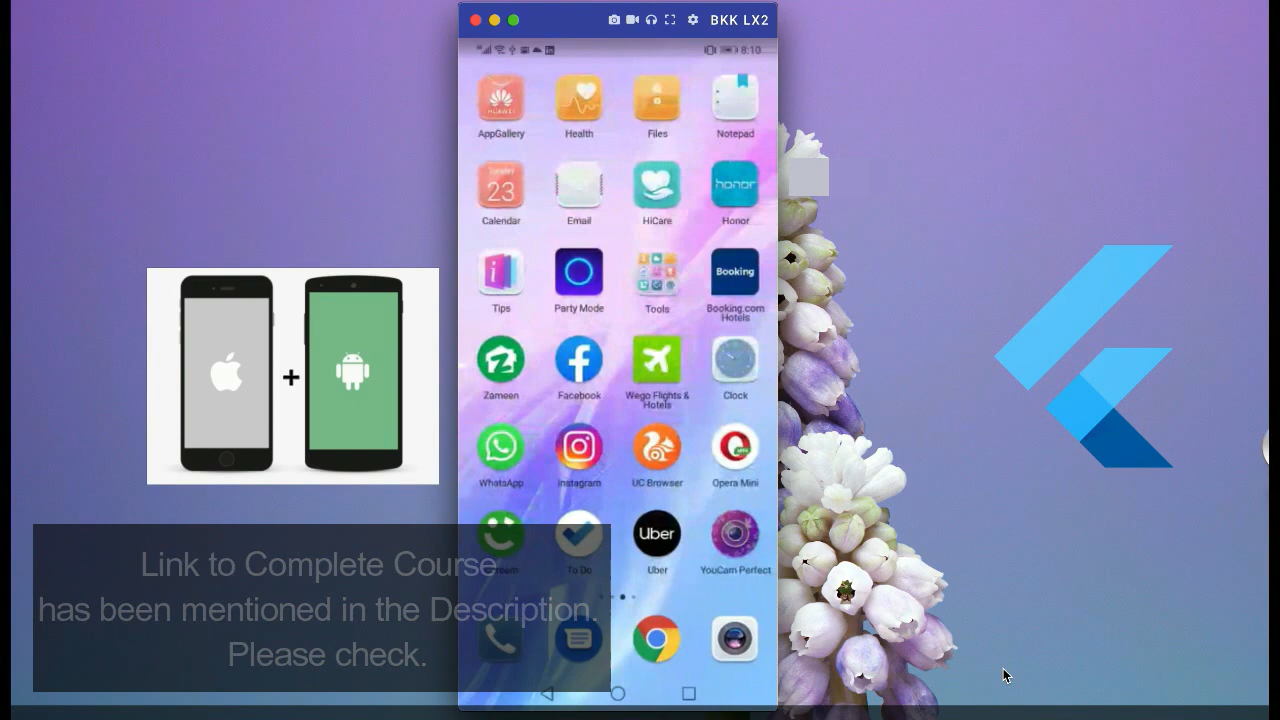 BKK LX2
8:10
AppGallery
Health
Files
Notepad
HUAWEI
Sunday
23
honor
Calendar
Email
HiCare
Honor
Booking
Tips
Party Mode
Tools
Booking.com
Hotels
Zameen
Facebook
Wego Flights &
Hotels
Clock
WhatsApp
Instagram
UC Browser
Opera Mini
Uber
To Do
Uber
YouCam Perfect
Link to Complete Course
has been mentioned in the Description.
Please check.